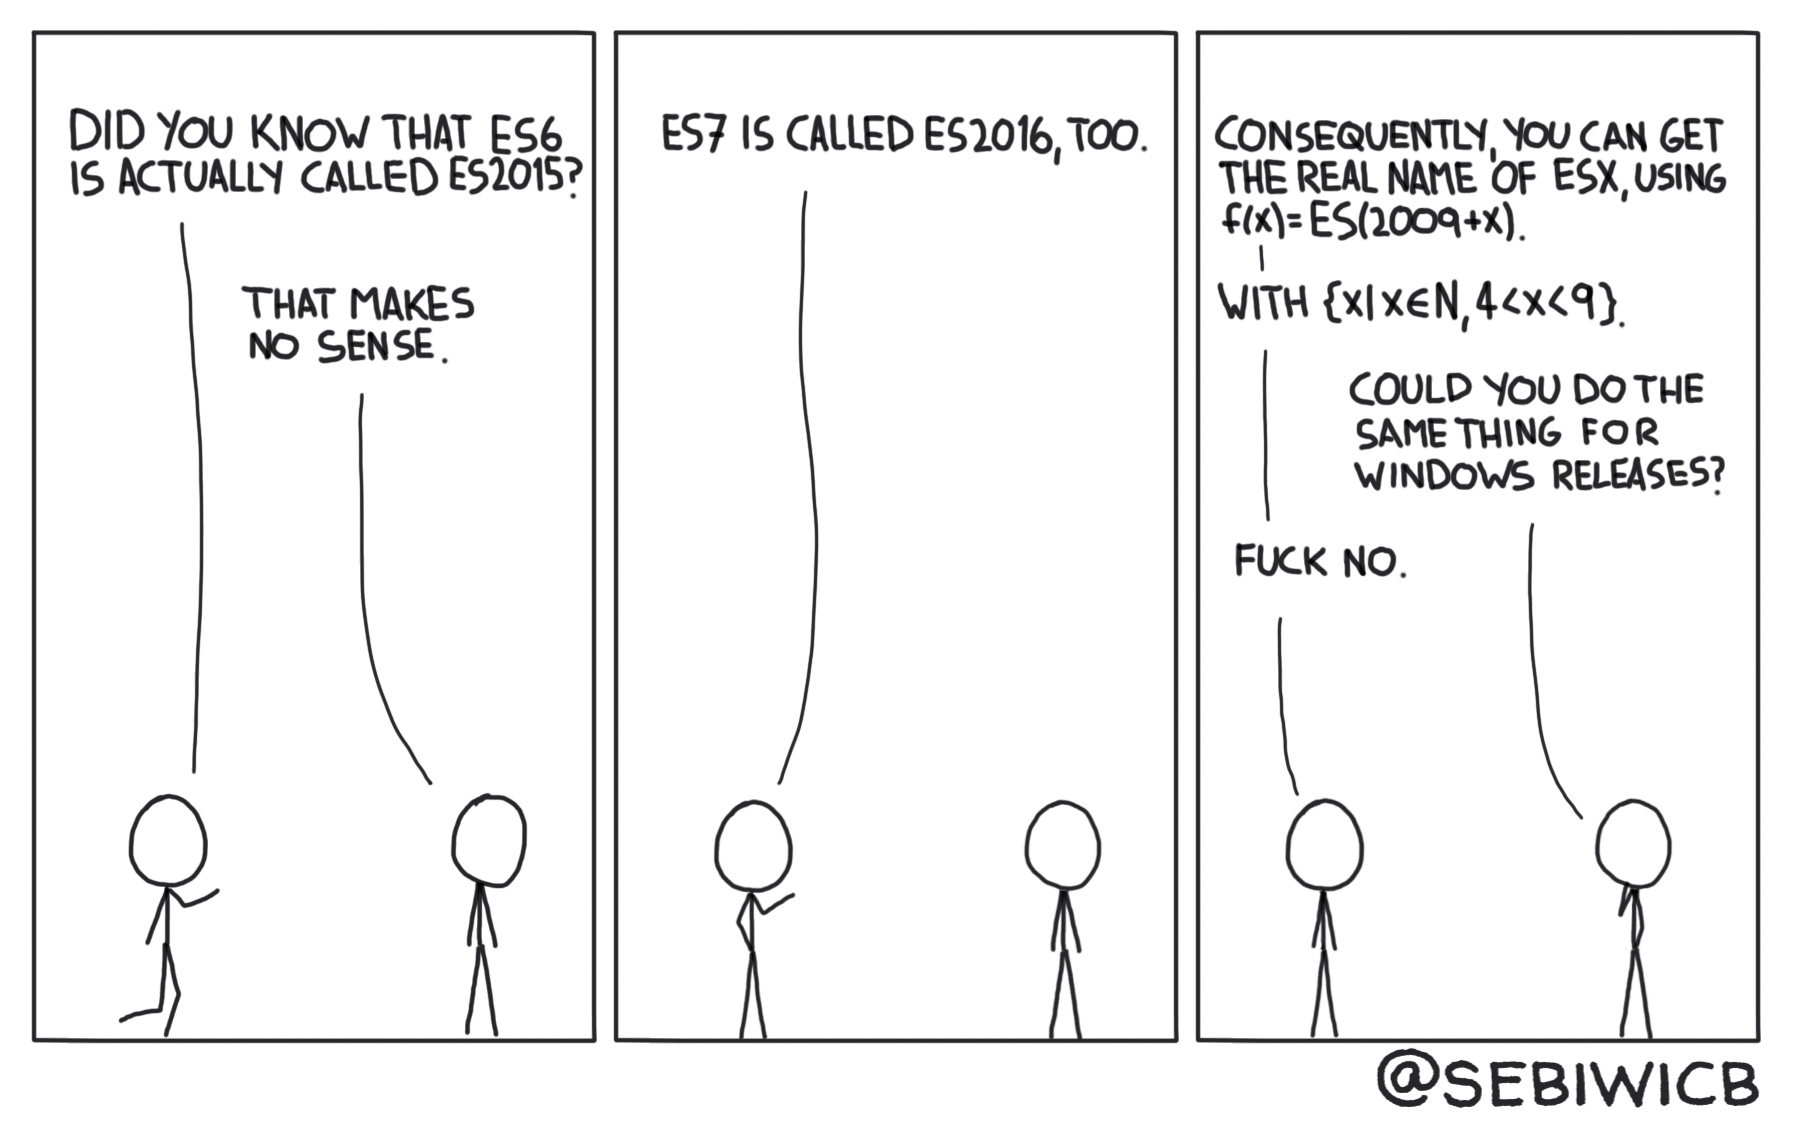 DID YOU KNOW THAT ES6
IS ACTUALLY CALLED ES2015?
THAT MAKES
NO SENSE.
ES7 IS CALLED ES2016, TOO.
CONSEQUENTLY, YOU CAN GET
THE REAL NAME OF ESX, USING
f(x)=ES(2009+x).
WITH {x|x∈N, 4<x<9}.
COULD YOU DO THE
SAME THING FOR
WINDOWS RELEASES?
FUCK NO.
@SEBIWICB